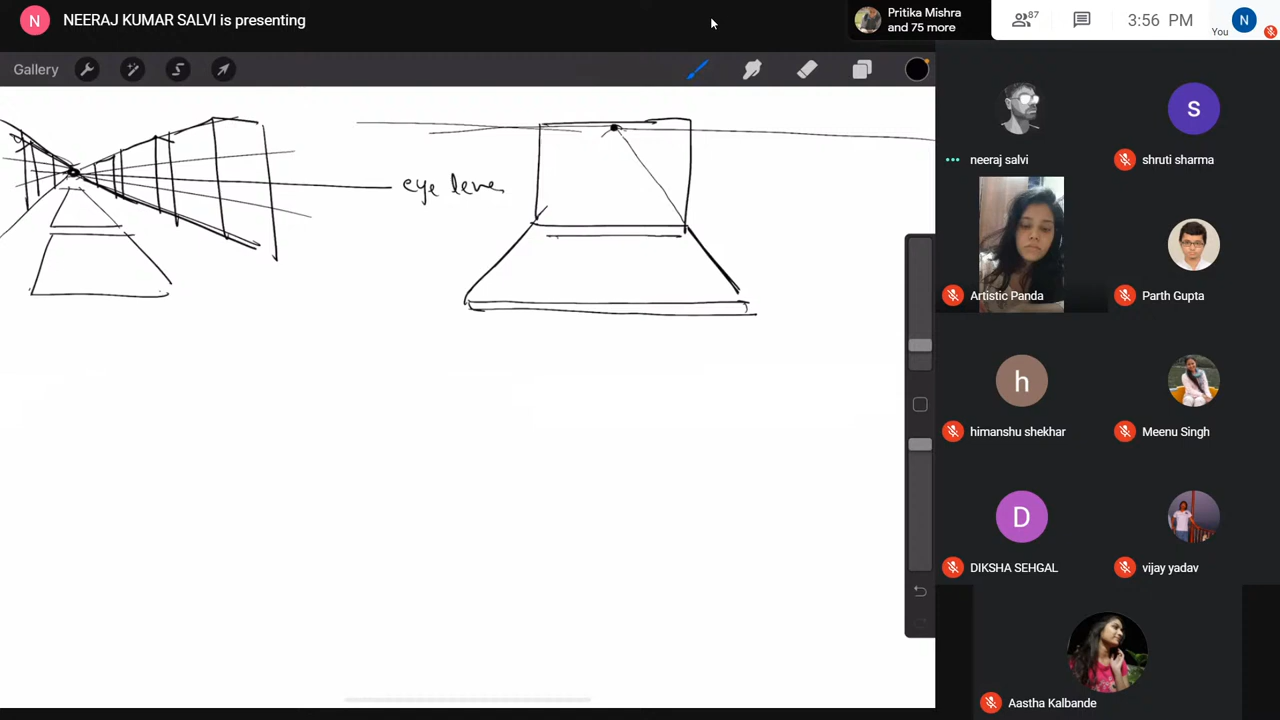 N NEERAJ KUMAR SALVI is presenting
Pritika Mishra
and 75 more
87
3:56 PM
You
N
Gallery
eye level
neeraj salvi
S
shruti sharma
Artistic Panda
Parth Gupta
h
himanshu shekhar
Meenu Singh
D
DIKSHA SEHGAL
vijay yadav
Aastha Kalbande